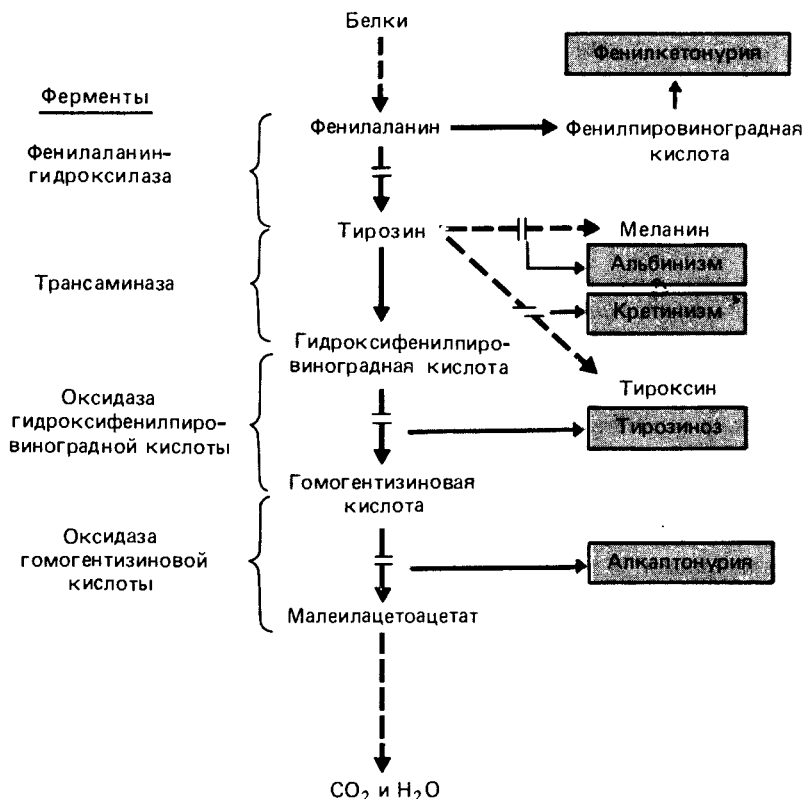 Белки
Фенилкетонурия
Ферменты
Фенилаланин
Фенилпировиноградная
кислота
Фенилаланин-
гидроксилаза
Тирозин
Меланин
Альбинизм
Трансаминаза
Кретинизм
Гидроксифенилпиро-
виноградная кислота
Тироксин
Оксидаза
гидроксифенилпиро-
виноградной кислоты
Тирозиноз
Гомогентизиновая
кислота
Оксидаза
гомогентизиновой
кислоты
Алкаптонурия
Малеилацетоацетат
CO₂ и H₂O